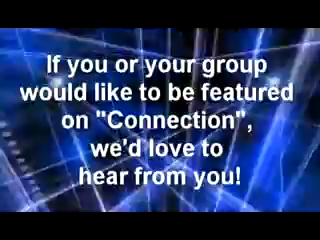 If you or your group
would like to be featured
on "Connection",
we'd love to
hear from you!